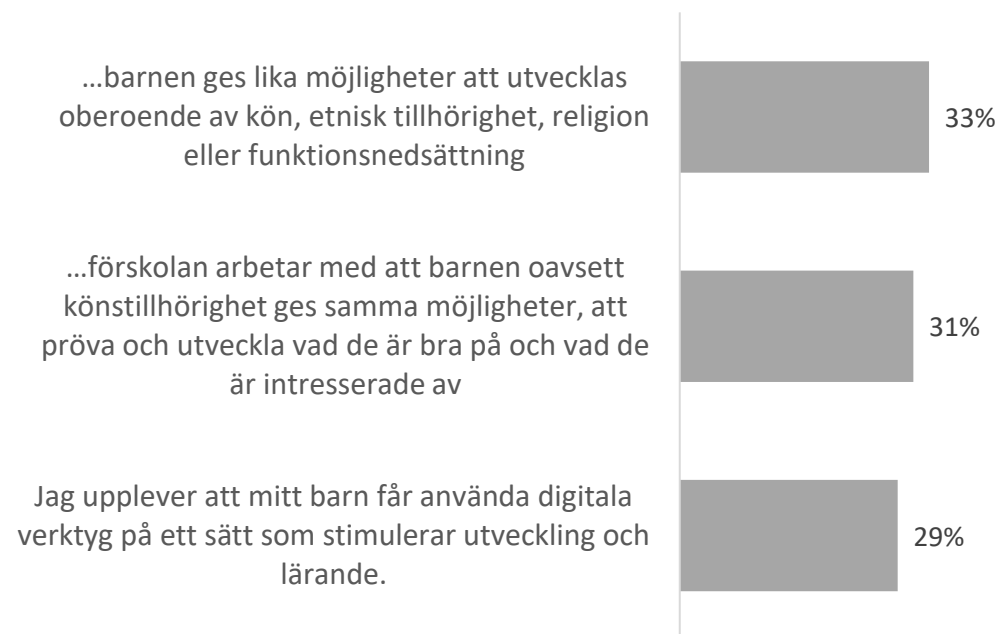 …barnen ges lika möjligheter att utvecklas
oberoende av kön, etnisk tillhörighet, religion
eller funktionsnedsättning
33%
…förskolan arbetar med att barnen oavsett
könstillhörighet ges samma möjligheter, att
pröva och utveckla vad de är bra på och vad de
är intresserade av
31%
Jag upplever att mitt barn får använda digitala
verktyg på ett sätt som stimulerar utveckling och
lärande.
29%